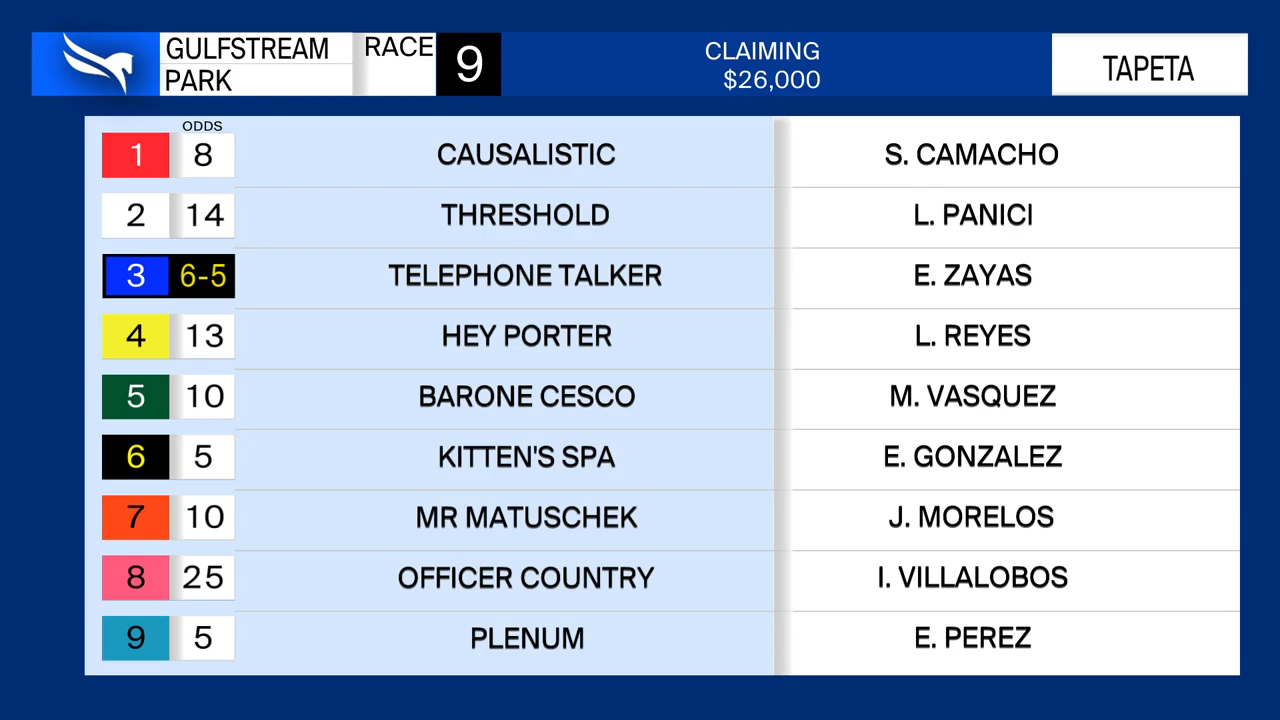 GULFSTREAM
PARK
RACE
9
CLAIMING
$26,000
TAPETA
ODDS
1 8 CAUSALISTIC S. CAMACHO
2 14 THRESHOLD L. PANICI
3 6-5 TELEPHONE TALKER E. ZAYAS
4 13 HEY PORTER L. REYES
5 10 BARONE CESCO M. VASQUEZ
6 5 KITTEN'S SPA E. GONZALEZ
7 10 MR MATUSCHEK J. MORELOS
8 25 OFFICER COUNTRY I. VILLALOBOS
9 5 PLENUM E. PEREZ